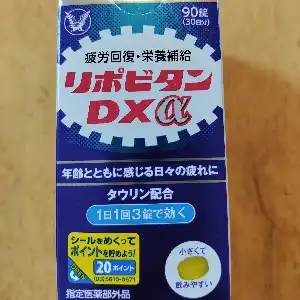 90錠
(30日分)
疲労回復・栄養補給
リポビタン
DXα
年齢とともに感じる日々の疲れに
タウリン配合
1日1回3錠で効く
シールをめくって
ポイントを貯めよう!
20ポイント
小さくて
飲みやすい
指定医薬部外品